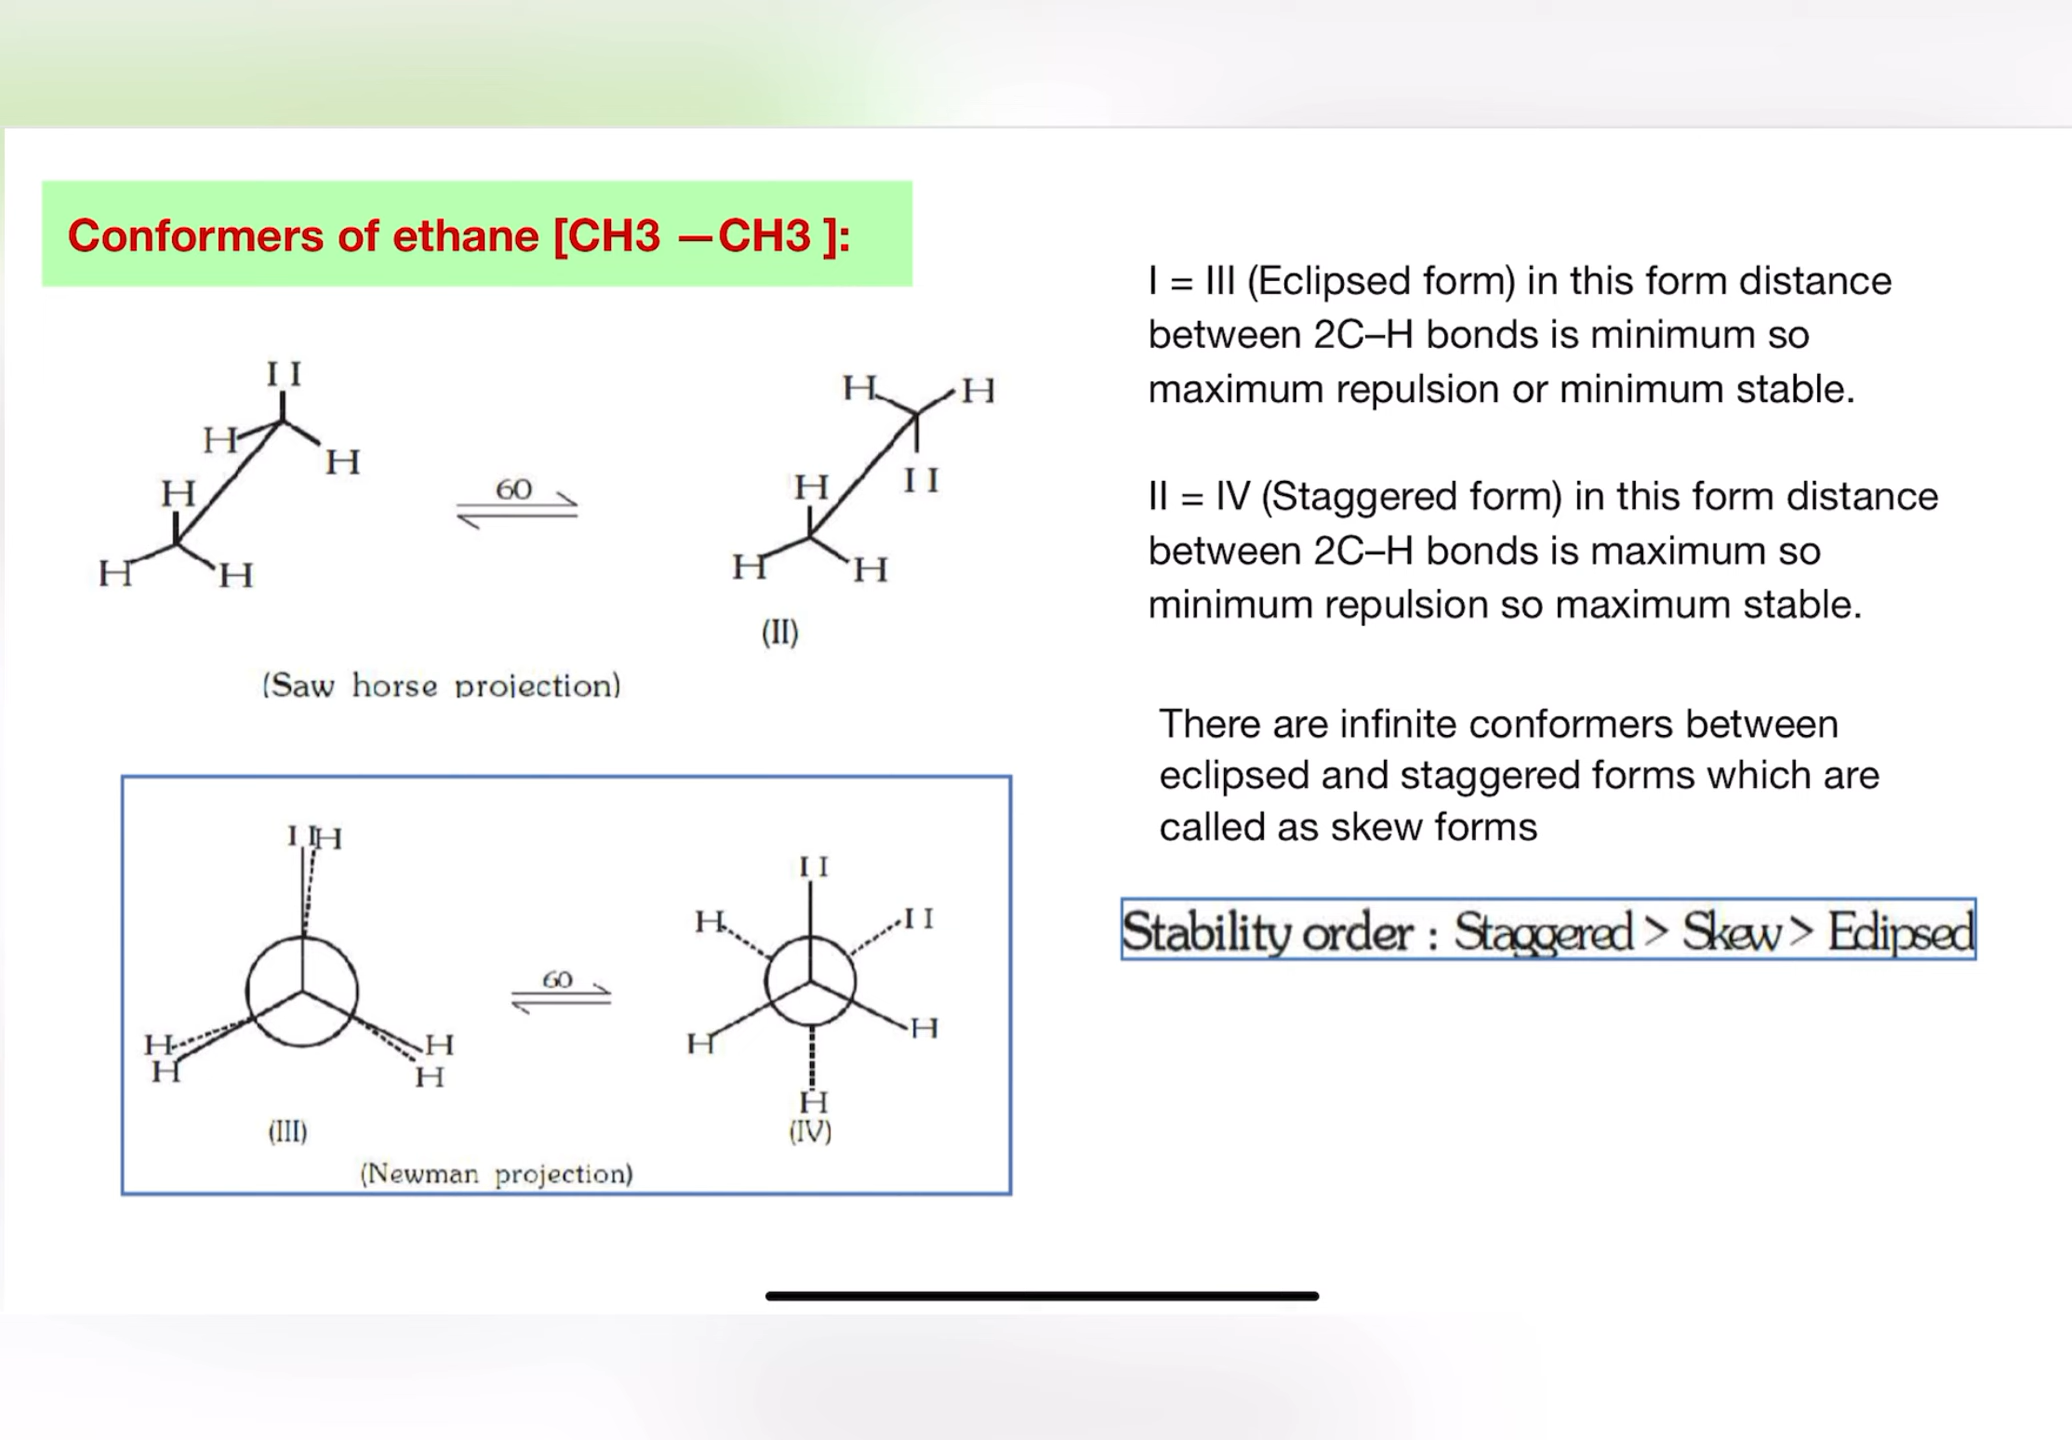 Conformers of ethane [CH3 —CH3 ]:
I I
H
H
H
H
H
60
H
H
I I
H
H
H
(II)
(Saw horse projection)
I I H
H
H
H
H
(III)
60
I I
H
I I
H
H
H
(IV)
(Newman projection)
I = III (Eclipsed form) in this form distance
between 2C–H bonds is minimum so
maximum repulsion or minimum stable.
II = IV (Staggered form) in this form distance
between 2C–H bonds is maximum so
minimum repulsion so maximum stable.
There are infinite conformers between
eclipsed and staggered forms which are
called as skew forms
Stability order : Staggered > Skew > Eclipsed